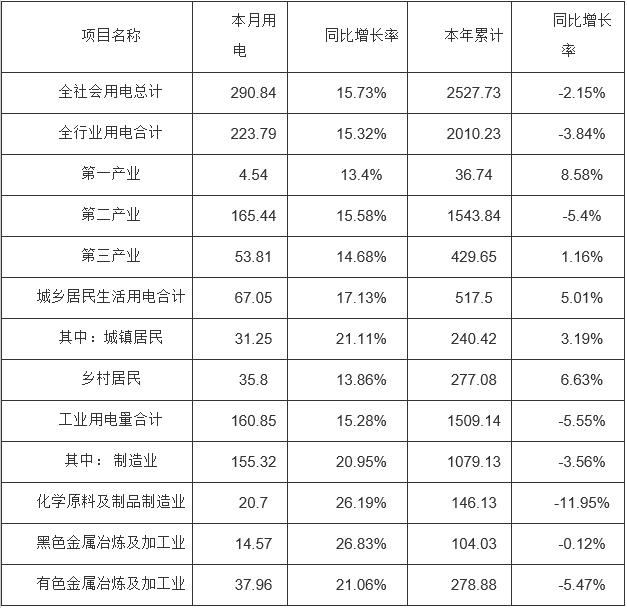 项目名称 本月用电 同比增长率 本年累计 同比增长率
全社会用电总计 290.84 15.73% 2527.73 -2.15%
全行业用电合计 223.79 15.32% 2010.23 -3.84%
第一产业 4.54 13.4% 36.74 8.58%
第二产业 165.44 15.58% 1543.84 -5.4%
第三产业 53.81 14.68% 429.65 1.16%
城乡居民生活用电合计 67.05 17.13% 517.5 5.01%
其中：城镇居民 31.25 21.11% 240.42 3.19%
乡村居民 35.8 13.86% 277.08 6.63%
工业用电量合计 160.85 15.28% 1509.14 -5.55%
其中： 制造业 155.32 20.95% 1079.13 -3.56%
化学原料及制品制造业 20.7 26.19% 146.13 -11.95%
黑色金属冶炼及加工业 14.57 26.83% 104.03 -0.12%
有色金属冶炼及加工业 37.96 21.06% 278.88 -5.47%